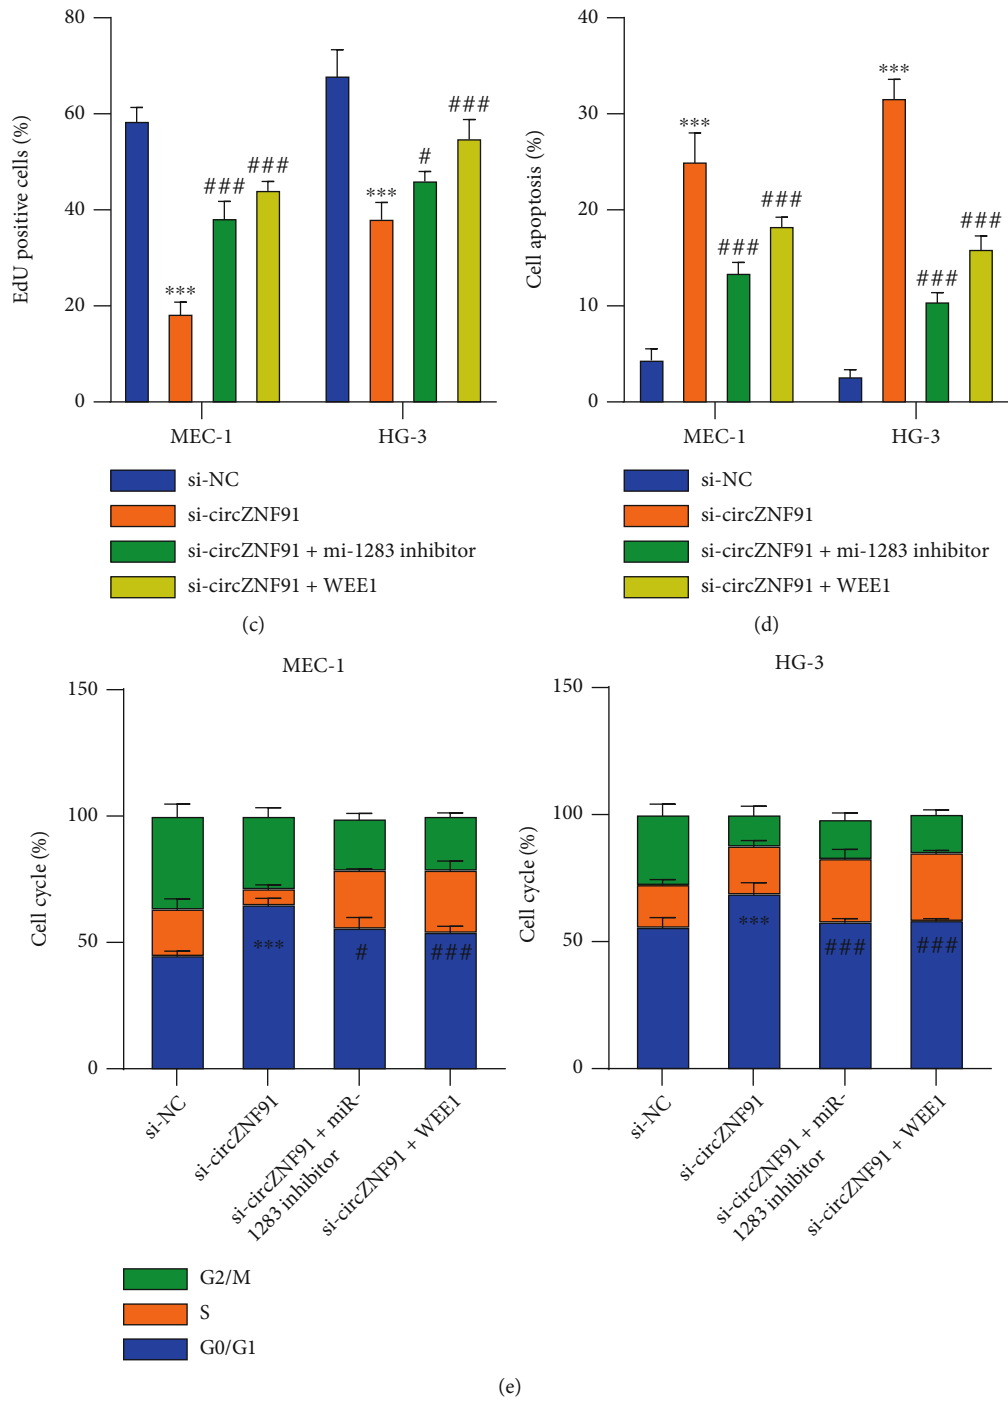 80
60
40
20
0
EdU positive cells (%)
***
###
###
***
#
###
MEC-1
HG-3
si-NC
si-circZNF91
si-circZNF91 + mi-1283 inhibitor
si-circZNF91 + WEE1
(c)
40
30
20
10
0
Cell apoptosis (%)
***
###
###
***
###
###
MEC-1
HG-3
si-NC
si-circZNF91
si-circZNF91 + mi-1283 inhibitor
si-circZNF91 + WEE1
(d)
MEC-1
150
100
50
0
Cell cycle (%)
***
#
###
si-NC
si-circZNF91
si-circZNF91 + miR-
1283 inhibitor
si-circZNF91 + WEE1
HG-3
150
100
50
0
Cell cycle (%)
***
###
###
si-NC
si-circZNF91
si-circZNF91 + miR-
1283 inhibitor
si-circZNF91 + WEE1
G2/M
S
G0/G1
(e)